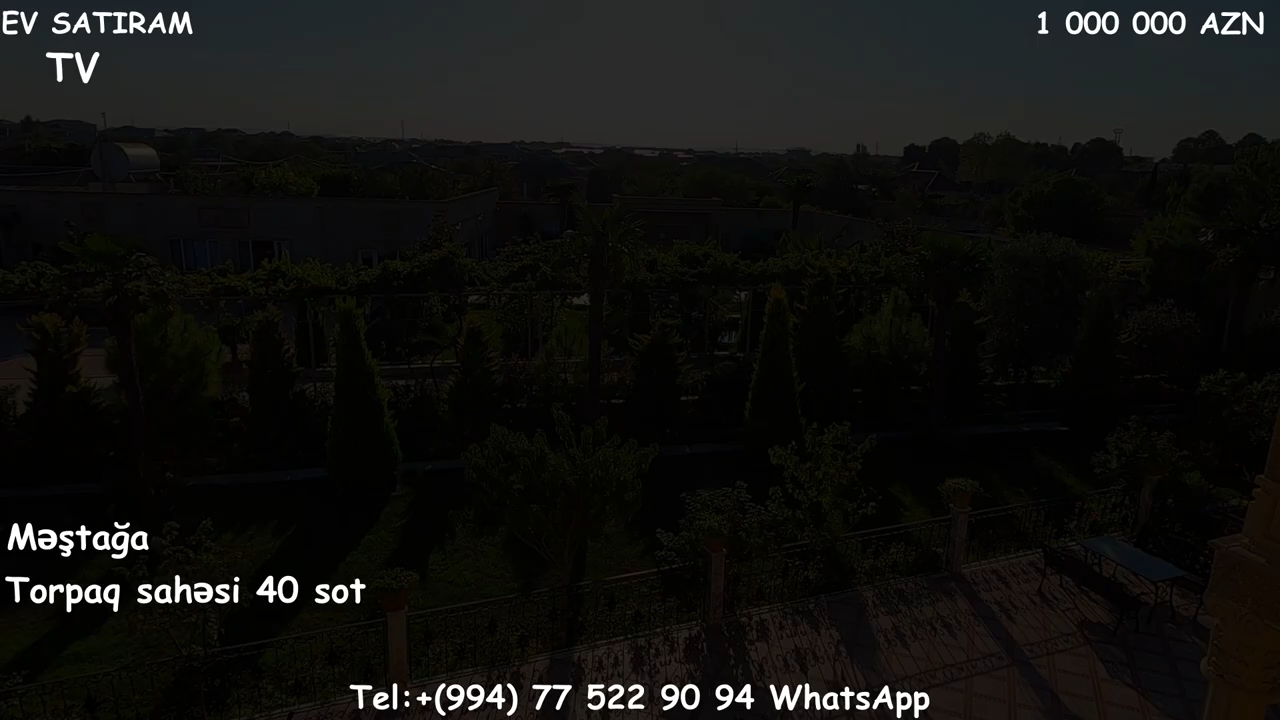 EV SATIRAM
TV
1 000 000 AZN
Məştağa
Torpaq sahəsi 40 sot
Tel:+(994) 77 522 90 94 WhatsApp